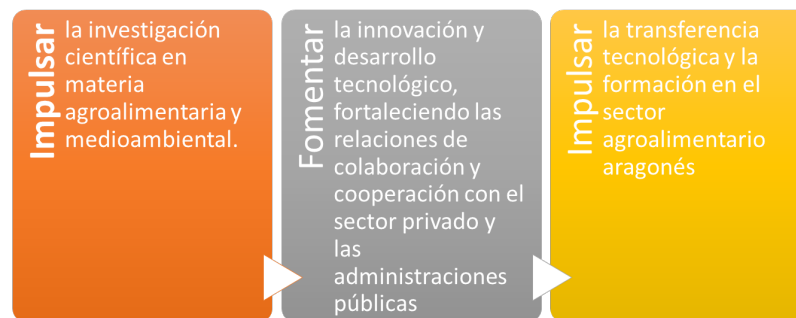 Impulsar
la investigación
científica en
materia
agroalimentaria y
medioambiental.
Fomentar
la innovación y
desarrollo
tecnológico,
fortaleciendo las
relaciones de
colaboración y
cooperación con el
sector privado y
las
administraciones
públicas
Impulsar
la transferencia
tecnológica y la
formación en el
sector
agroalimentario
aragonés